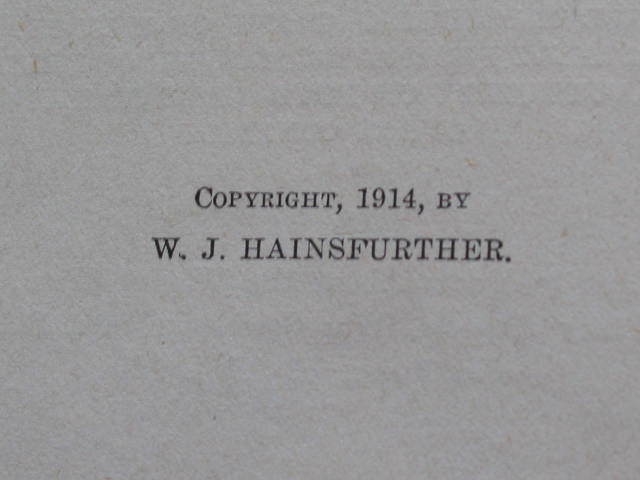 COPYRIGHT, 1914, BY
W. J. HAINSFURTHER.